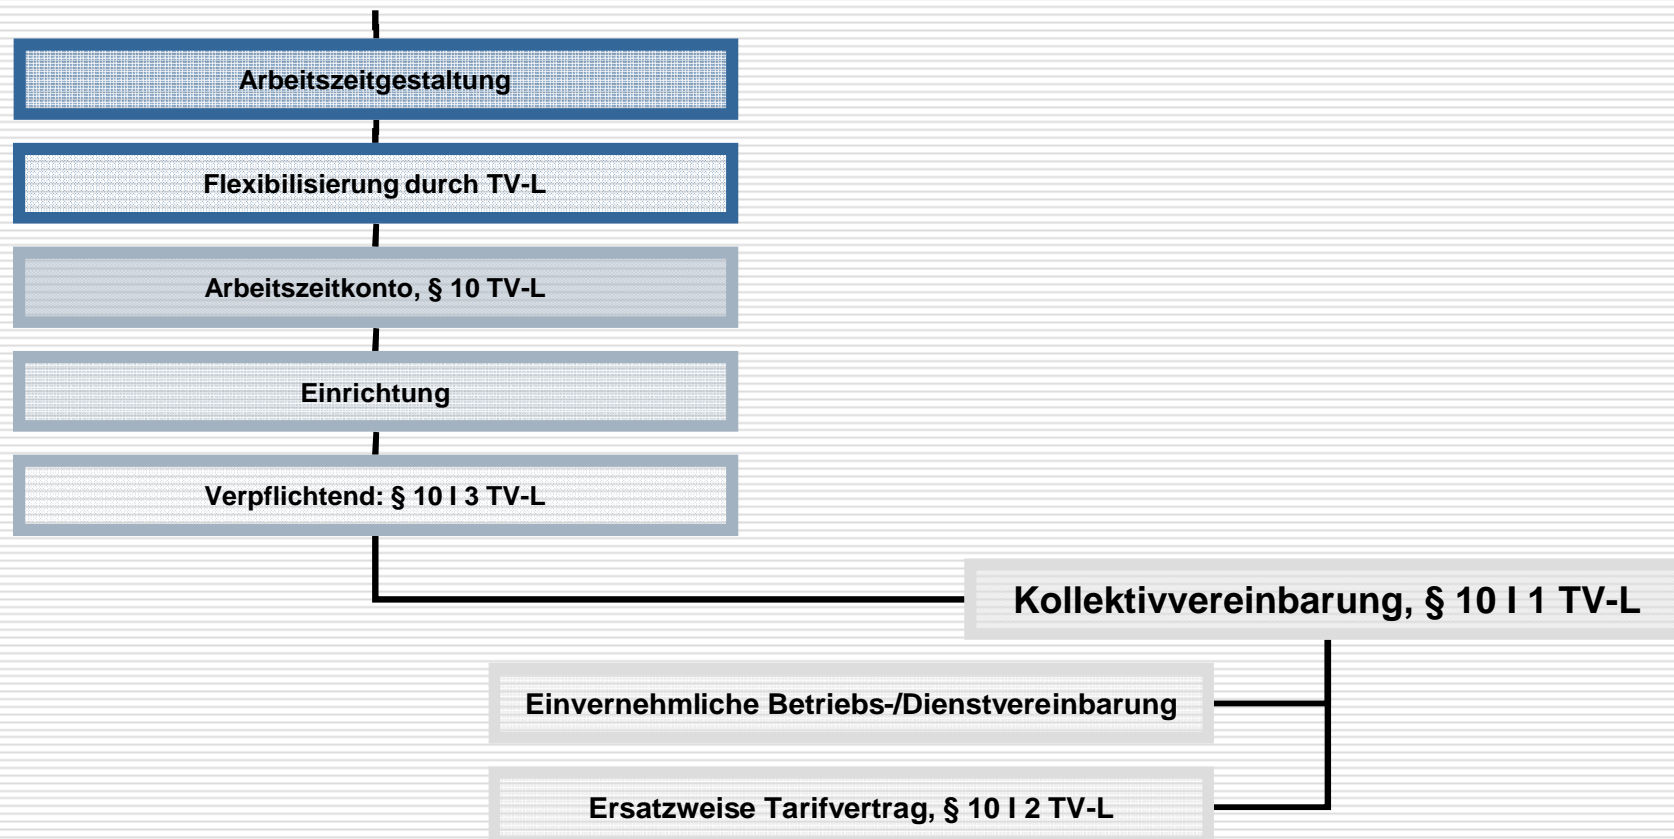 Arbeitszeitgestaltung
Flexibilisierung durch TV-L
Arbeitszeitkonto, § 10 TV-L
Einrichtung
Verpflichtend: § 10 I 3 TV-L
Kollektivvereinbarung, § 10 I 1 TV-L
Einvernehmliche Betriebs-/Dienstvereinbarung
Ersatzweise Tarifvertrag, § 10 I 2 TV-L